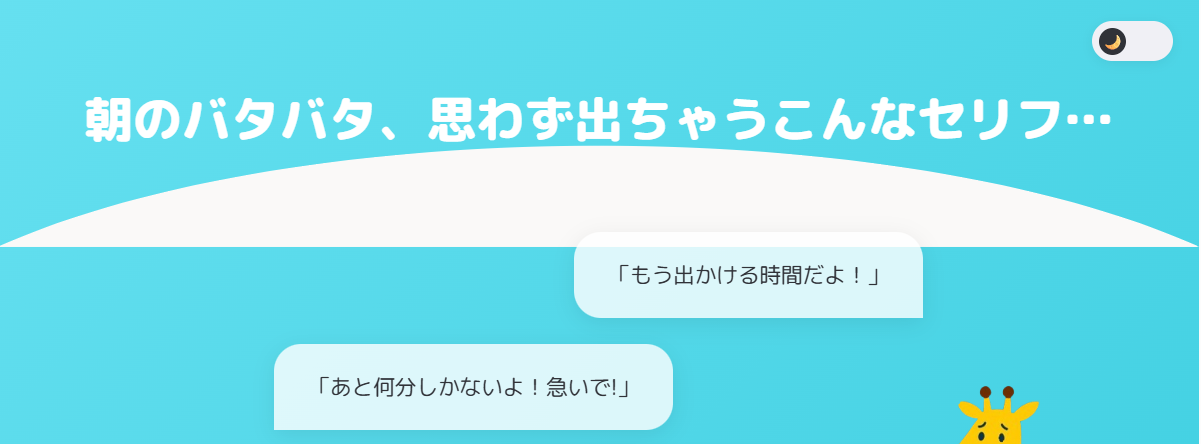 朝のバタバタ、思わず出ちゃうこんなセリフ…
「もう出かける時間だよ！」
「あと何分しかないよ！急いで!」